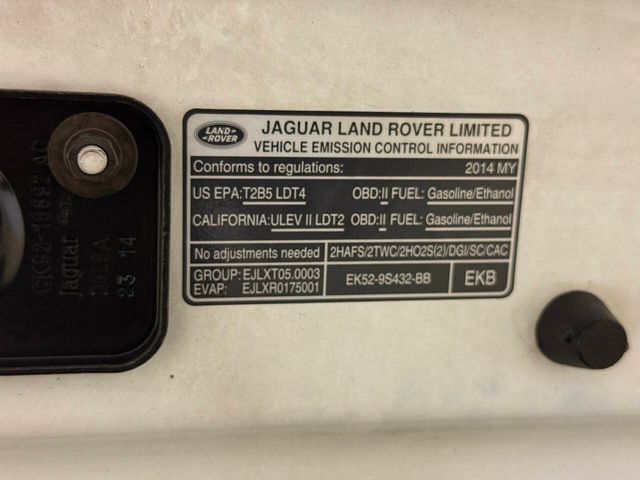 LAND-
ROVER
JAGUAR LAND ROVER LIMITED
VEHICLE EMISSION CONTROL INFORMATION
Conforms to regulations: 2014 MY
US EPA:T2B5 LDT4 OBD:II FUEL: Gasoline/Ethanol
CALIFORNIA:ULEV II LDT2 OBD:II FUEL: Gasoline/Ethanol
No adjustments needed 2HAFS/2TWC/2HO2S(2)/DGI/SC/CAC
GROUP: EJLXT05.0003
EVAP: EJLXR0175001
EK52-9S432-BB
EKB
Jaguar
23 14